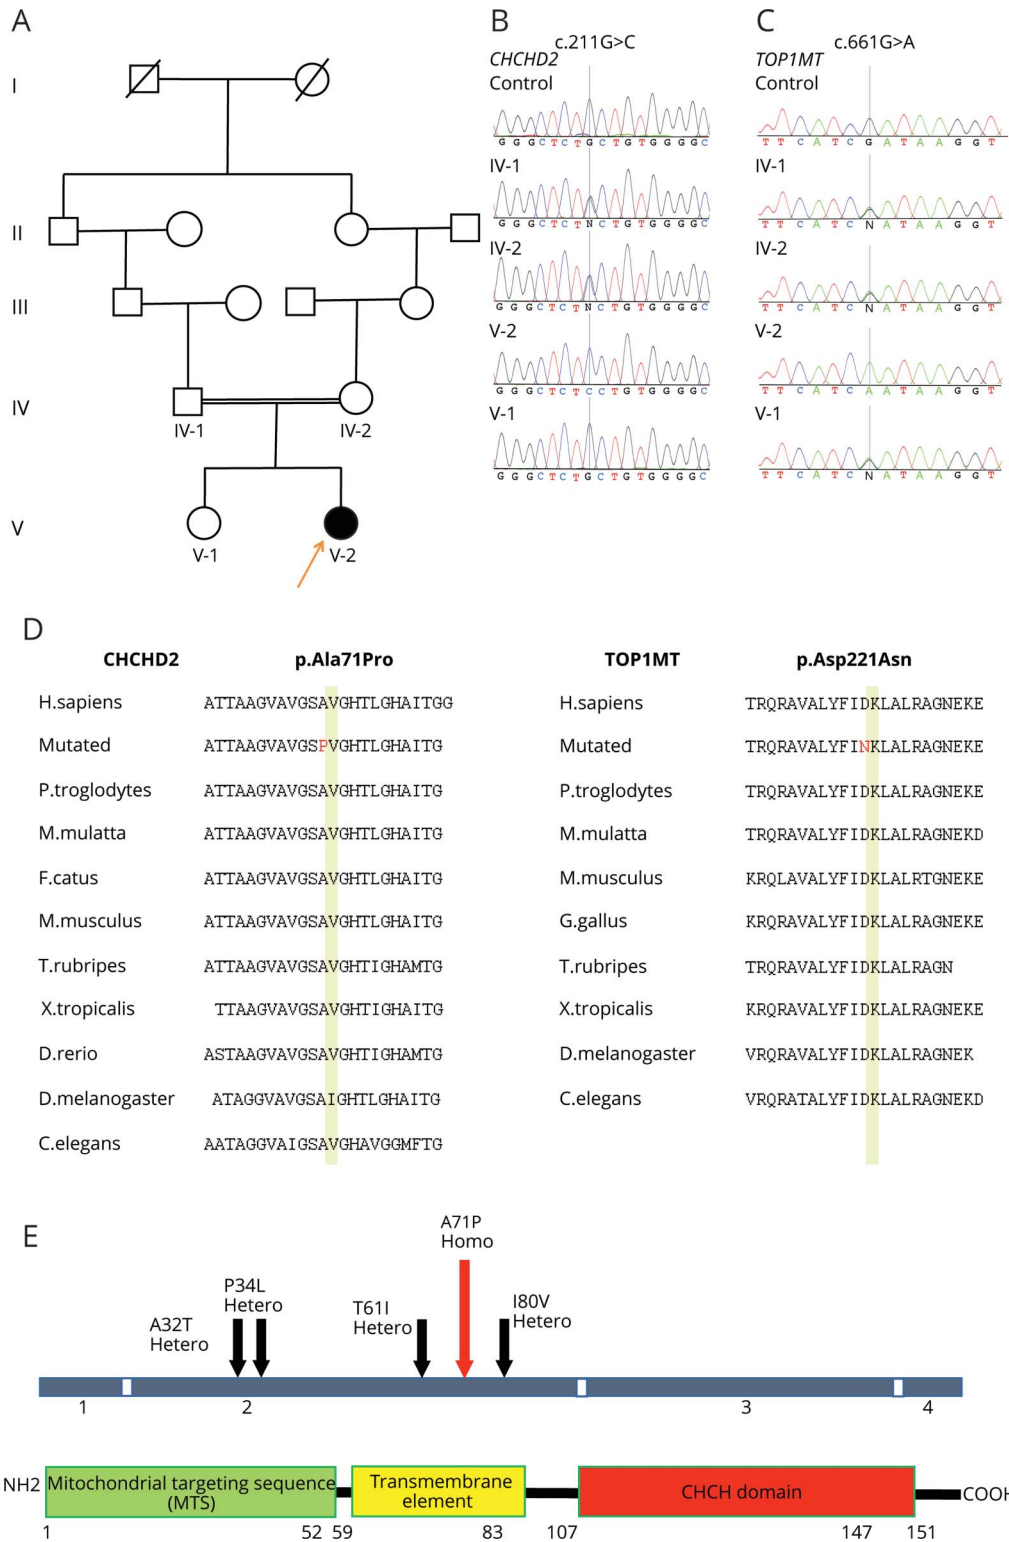 A
I
II
III
IV
IV-1
IV-2
V
V-1
V-2
B
c.211G>C
CHCHD2
Control
G G G C T C T G C T G T G G G G C
IV-1
G G G C T C T N C T G T G G G G C
IV-2
G G G C T C T N C T G T G G G G C
V-2
G G G C T C T C C T G T G G G G C
V-1
G G G C T C T G C T G T G G G G C
C
c.661G>A
TOP1MT
Control
T T C A T C G A T A A G G T
IV-1
T T C A T C N A T A A G G T
IV-2
T T C A T C N A T A A G G T
V-2
T T C A T C A A T A A G G T
V-1
T T C A T C N A T A A G G T
D
CHCHD2 p.Ala71Pro
H.sapiens ATTAAGVAVGSAVGHTLGHAITGG
Mutated ATTAAGVAVGSPVGHTLGHAITG
P.troglodytes ATTAAGVAVGSAVGHTLGHAITG
M.mulatta ATTAAGVAVGSAVGHTLGHAITG
F.catus ATTAAGVAVGSAVGHTLGHAITG
M.musculus ATTAAGVAVGSAVGHTLGHAITG
T.rubripes ATTAAGVAVGSAVGHTIGHAMTG
X.tropicalis TTAAGVAVGSAVGHTIGHAITG
D.rerio ASTAAGVAVGSAVGHTIGHAMTG
D.melanogaster ATAGGVAVGSAIGHTLGHAITG
C.elegans AATAGGVAIGSAVGHAVGGMFTG
TOP1MT p.Asp221Asn
H.sapiens TRQRAVALYFIDKLALRAGNEKE
Mutated TRQRAVALYFINKLALRAGNEKE
P.troglodytes TRQRAVALYFIDKLALRAGNEKE
M.mulatta TRQRAVALYFIDKLALRAGNEKD
M.musculus KRQLAVALYFIDKLALRTGNEKE
G.gallus KRQRAVALYFIDKLALRAGNEKE
T.rubripes TRQRAVALYFIDKLALRAGN
X.tropicalis KRQRAVALYFIDKLALRAGNEKE
D.melanogaster VRQRAVALYFIDKLALRAGNEK
C.elegans VRQRATALYFIDKLALRAGNEKD
E
A71P
Homo
P34L
Hetero
A32T
Hetero
T61I
Hetero
I80V
Hetero
1 2 3 4
NH2 Mitochondrial targeting sequence
(MTS)
Transmembrane
element
CHCH domain
COOH
1 52 59 83 107 147 151